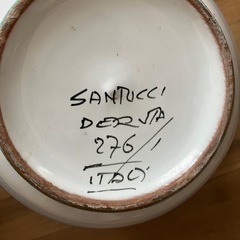 SANTUCCI
DERUTA
276/1
ITALY